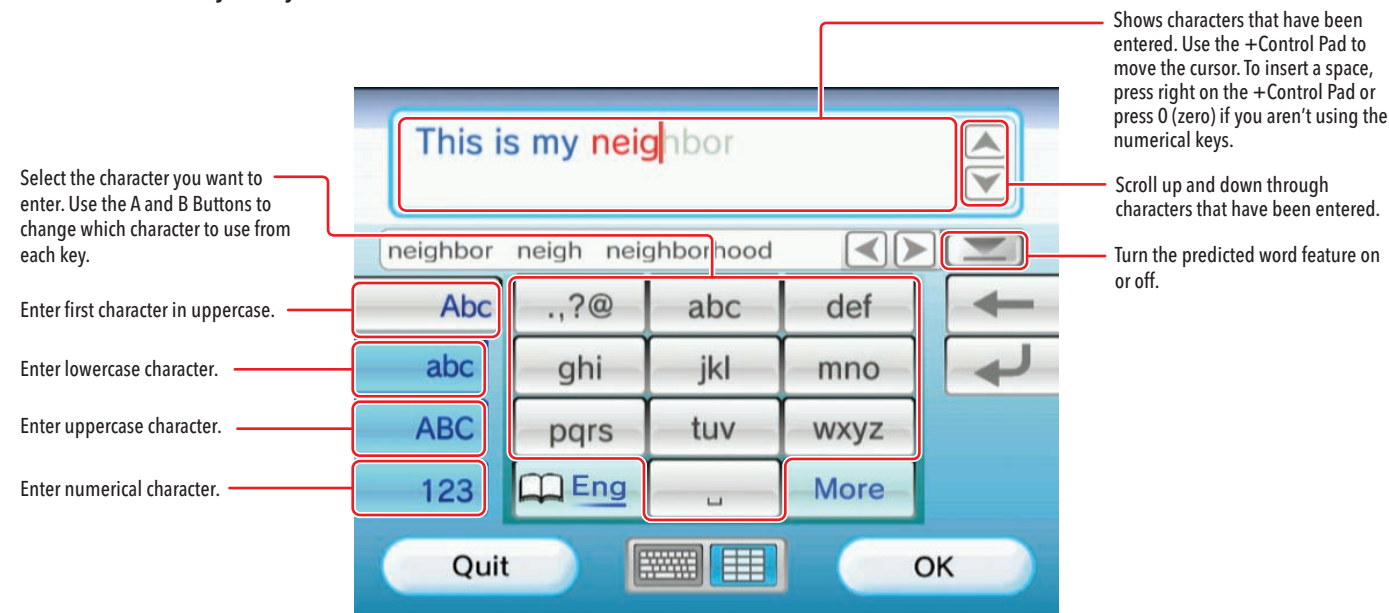 Shows characters that have been
entered. Use the +Control Pad to
move the cursor. To insert a space,
press right on the +Control Pad or
press 0 (zero) if you aren't using the
numerical keys.
This is my neighbor
Select the character you want to
enter. Use the A and B Buttons to
change which character to use from
each key.
Scroll up and down through
characters that have been entered.
neighbor neigh neighborhood
Turn the predicted word feature on
or off.
Enter first character in uppercase.
Abc .,?@ abc def
Enter lowercase character.
abc ghi jkl mno
Enter uppercase character.
ABC pqrs tuv wxyz
Enter numerical character.
123 Eng ␣ More
Quit OK